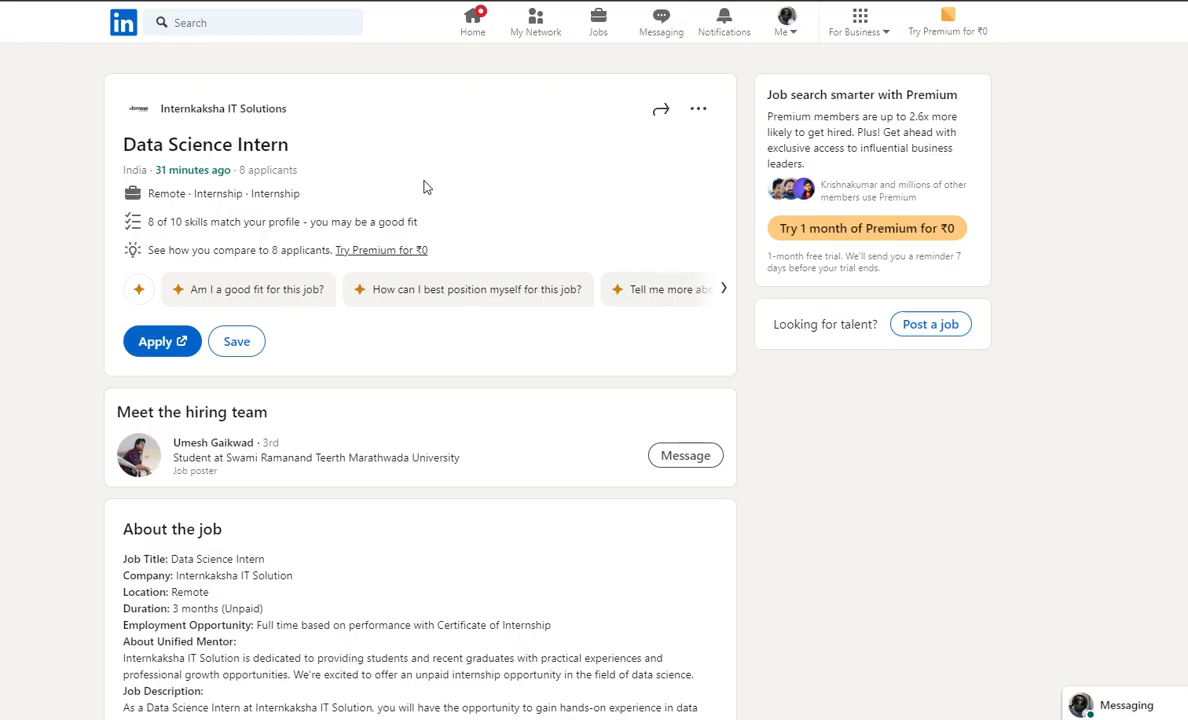 in
Search
Home
My Network
Jobs
Messaging
Notifications
Me
For Business
Try Premium for ₹0
Internkaksha IT Solutions
Data Science Intern
India · 31 minutes ago · 8 applicants
Remote · Internship · Internship
8 of 10 skills match your profile - you may be a good fit
See how you compare to 8 applicants. Try Premium for ₹0
Am I a good fit for this job?
How can I best position myself for this job?
Tell me more abo
Apply
Save
Job search smarter with Premium
Premium members are up to 2.6x more
likely to get hired. Plus! Get ahead with
exclusive access to influential business
leaders.
Krishnakumar and millions of other
members use Premium
Try 1 month of Premium for ₹0
1-month free trial. We'll send you a reminder 7
days before your trial ends.
Looking for talent?
Post a job
Meet the hiring team
Umesh Gaikwad · 3rd
Student at Swami Ramanand Teerth Marathwada University
Job poster
Message
About the job
Job Title: Data Science Intern
Company: Internkaksha IT Solution
Location: Remote
Duration: 3 months (Unpaid)
Employment Opportunity: Full time based on performance with Certificate of Internship
About Unified Mentor:
Internkaksha IT Solution is dedicated to providing students and recent graduates with practical experiences and
professional growth opportunities. We're excited to offer an unpaid internship opportunity in the field of data science.
Job Description:
As a Data Science Intern at Internkaksha IT Solution, you will have the opportunity to gain hands-on experience in data
Messaging